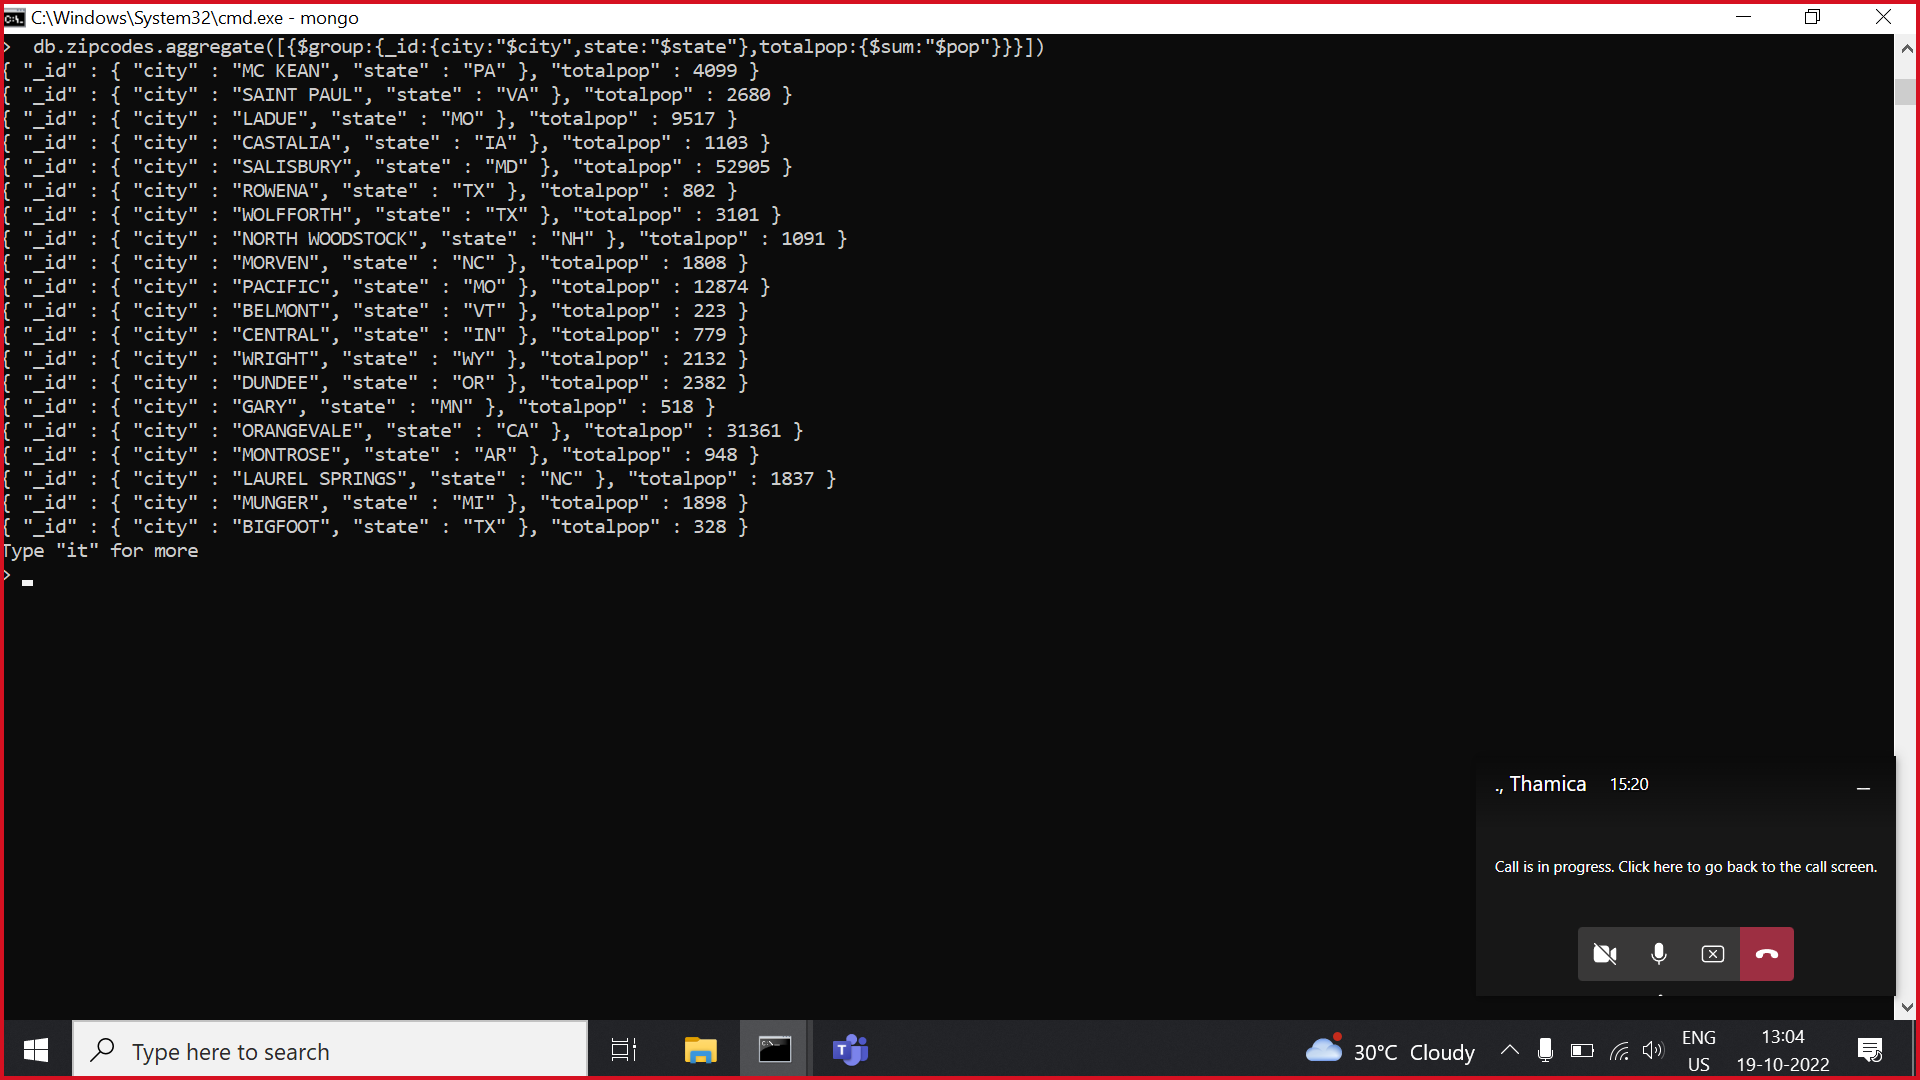 C:\Windows\System32\cmd.exe - mongo
>  db.zipcodes.aggregate([{$group:{_id:{city:"$city",state:"$state"},totalpop:{$sum:"$pop"}}}])
{ "_id" : { "city" : "MC KEAN", "state" : "PA" }, "totalpop" : 4099 }
{ "_id" : { "city" : "SAINT PAUL", "state" : "VA" }, "totalpop" : 2680 }
{ "_id" : { "city" : "LADUE", "state" : "MO" }, "totalpop" : 9517 }
{ "_id" : { "city" : "CASTALIA", "state" : "IA" }, "totalpop" : 1103 }
{ "_id" : { "city" : "SALISBURY", "state" : "MD" }, "totalpop" : 52905 }
{ "_id" : { "city" : "ROWENA", "state" : "TX" }, "totalpop" : 802 }
{ "_id" : { "city" : "WOLFFORTH", "state" : "TX" }, "totalpop" : 3101 }
{ "_id" : { "city" : "NORTH WOODSTOCK", "state" : "NH" }, "totalpop" : 1091 }
{ "_id" : { "city" : "MORVEN", "state" : "NC" }, "totalpop" : 1808 }
{ "_id" : { "city" : "PACIFIC", "state" : "MO" }, "totalpop" : 12874 }
{ "_id" : { "city" : "BELMONT", "state" : "VT" }, "totalpop" : 223 }
{ "_id" : { "city" : "CENTRAL", "state" : "IN" }, "totalpop" : 779 }
{ "_id" : { "city" : "WRIGHT", "state" : "WY" }, "totalpop" : 2132 }
{ "_id" : { "city" : "DUNDEE", "state" : "OR" }, "totalpop" : 2382 }
{ "_id" : { "city" : "GARY", "state" : "MN" }, "totalpop" : 518 }
{ "_id" : { "city" : "ORANGEVALE", "state" : "CA" }, "totalpop" : 31361 }
{ "_id" : { "city" : "MONTROSE", "state" : "AR" }, "totalpop" : 948 }
{ "_id" : { "city" : "LAUREL SPRINGS", "state" : "NC" }, "totalpop" : 1837 }
{ "_id" : { "city" : "MUNGER", "state" : "MI" }, "totalpop" : 1898 }
{ "_id" : { "city" : "BIGFOOT", "state" : "TX" }, "totalpop" : 328 }
Type "it" for more
>
., Thamica 15:20
Call is in progress. Click here to go back to the call screen.
Type here to search
30°C Cloudy
ENG
US
13:04
19-10-2022